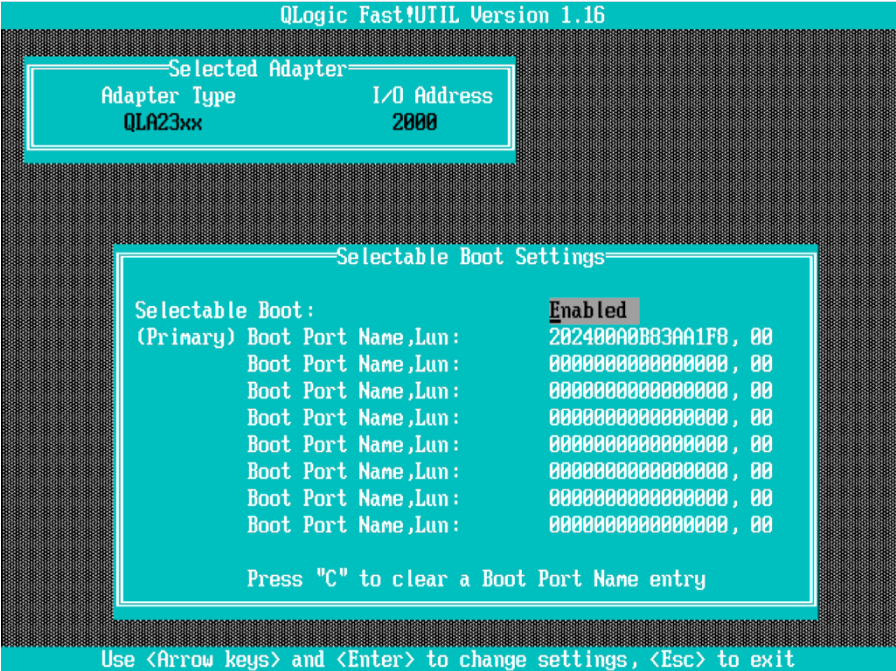 QLogic Fast!UTIL Version 1.16
Selected Adapter
Adapter Type I/O Address
QLA23xx 2000
Selectable Boot Settings
Selectable Boot: Enabled
(Primary) Boot Port Name,Lun: 202400A0B83AA1F8, 00
Boot Port Name,Lun: 0000000000000000, 00
Boot Port Name,Lun: 0000000000000000, 00
Boot Port Name,Lun: 0000000000000000, 00
Boot Port Name,Lun: 0000000000000000, 00
Boot Port Name,Lun: 0000000000000000, 00
Boot Port Name,Lun: 0000000000000000, 00
Boot Port Name,Lun: 0000000000000000, 00
Press "C" to clear a Boot Port Name entry
Use <Arrow keys> and <Enter> to change settings, <Esc> to exit